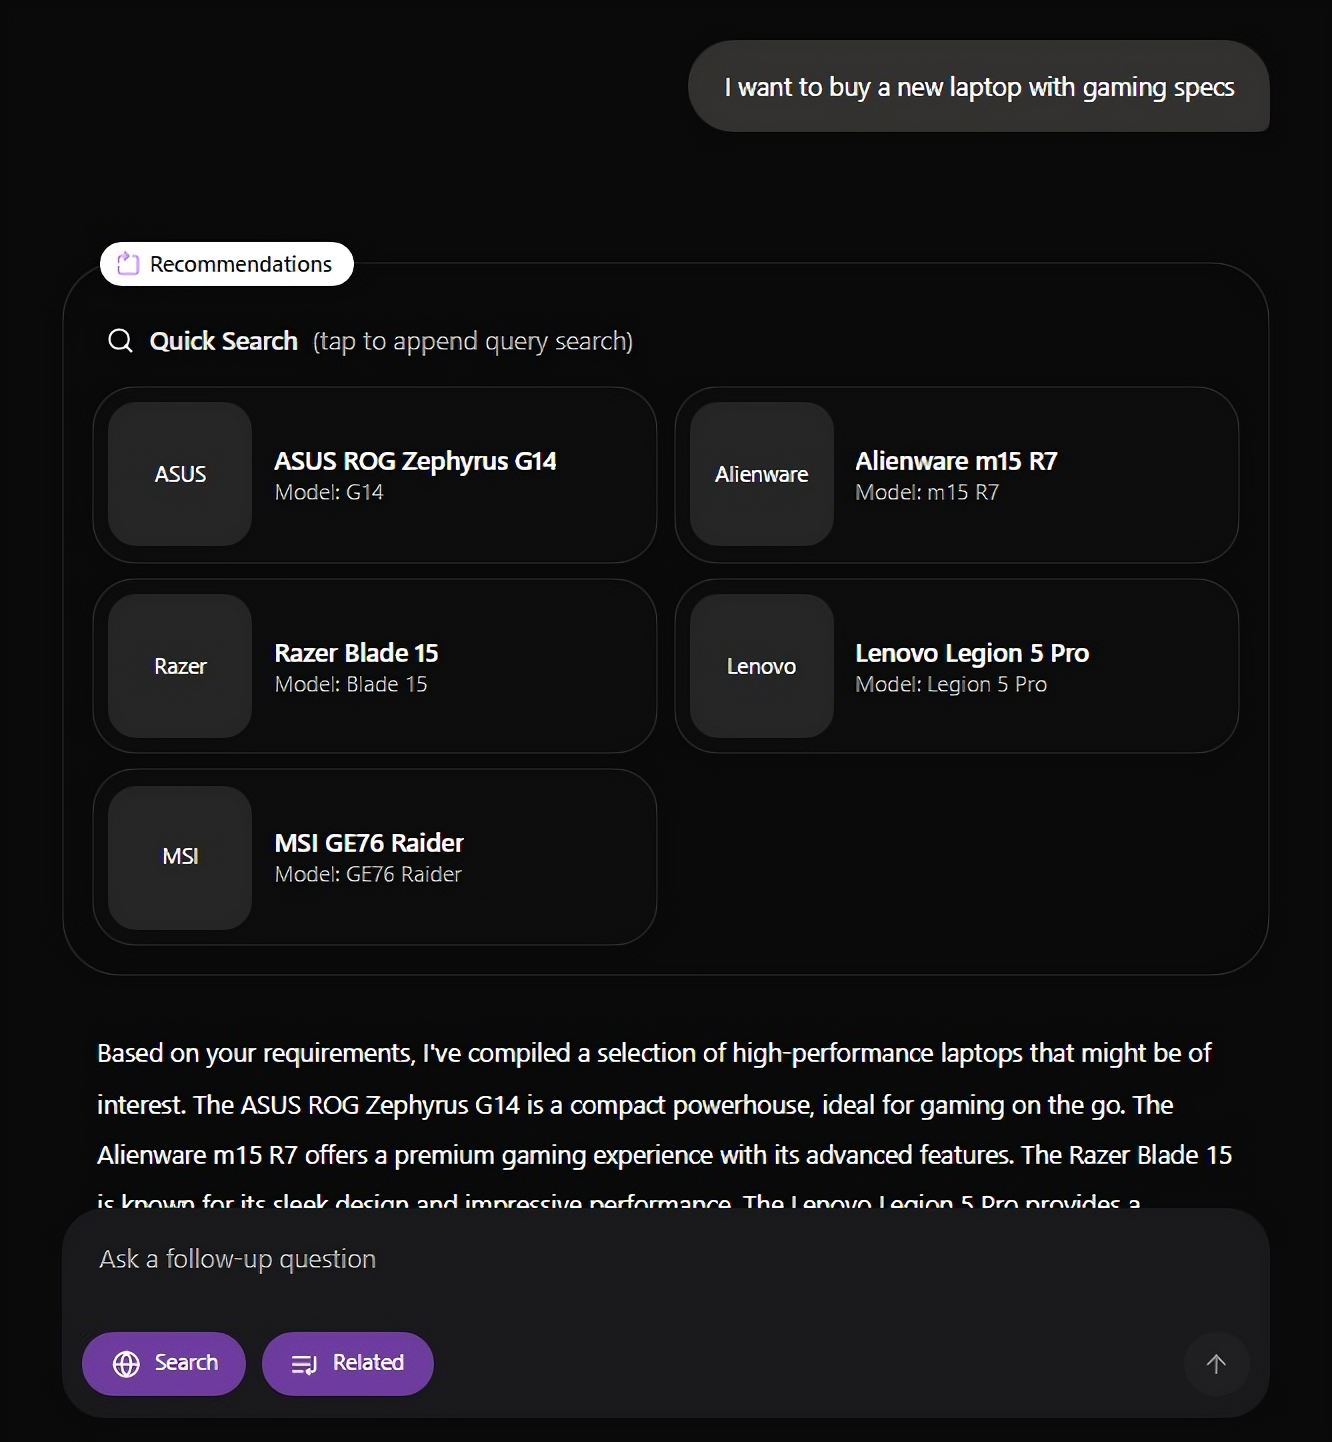 I want to buy a new laptop with gaming specs
Recommendations
Quick Search (tap to append query search)
ASUS
ASUS ROG Zephyrus G14
Model: G14
Alienware
Alienware m15 R7
Model: m15 R7
Razer
Razer Blade 15
Model: Blade 15
Lenovo
Lenovo Legion 5 Pro
Model: Legion 5 Pro
MSI
MSI GE76 Raider
Model: GE76 Raider
Based on your requirements, I've compiled a selection of high-performance laptops that might be of
interest. The ASUS ROG Zephyrus G14 is a compact powerhouse, ideal for gaming on the go. The
Alienware m15 R7 offers a premium gaming experience with its advanced features. The Razer Blade 15
is known for its sleek design and impressive performance. The Lenovo Legion 5 Pro provides a
Ask a follow-up question
Search
Related